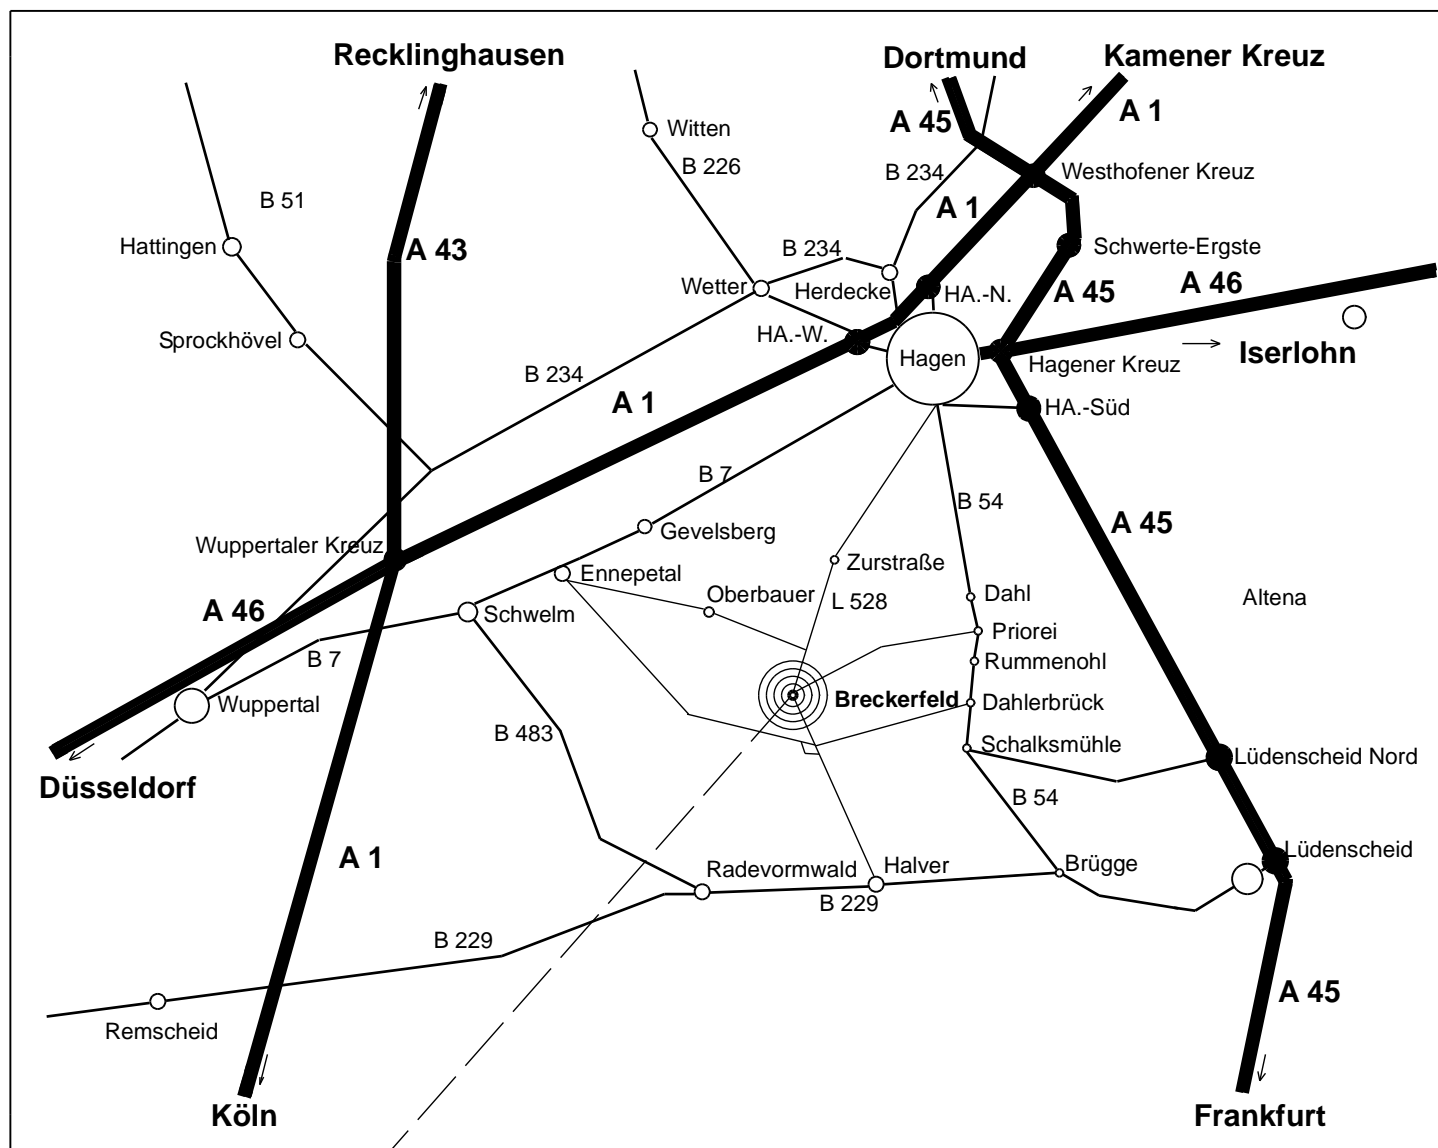 Recklinghausen
Dortmund
Kamener Kreuz
A 1
A 45
Witten
B 226
B 234
Westhofener Kreuz
B 51
A 1
Hattingen
A 43
B 234
Schwerte-Ergste
Wetter
Herdecke
HA.-N.
A 45
A 46
Sprockhövel
HA.-W.
Hagen
Hagener Kreuz
Iserlohn
B 234
A 1
HA.-Süd
B 7
B 54
A 45
Wuppertaler Kreuz
Gevelsberg
Zurstraße
Ennepetal
Oberbauer
L 528
Dahl
Altena
A 46
Schwelm
Priorei
B 7
Rummenohl
Wuppertal
Breckerfeld
Dahlerbrück
B 483
Schalksmühle
Lüdenscheid Nord
Düsseldorf
B 54
A 1
Radevormwald
Halver
Brügge
Lüdenscheid
B 229
B 229
A 45
Remscheid
Köln
Frankfurt